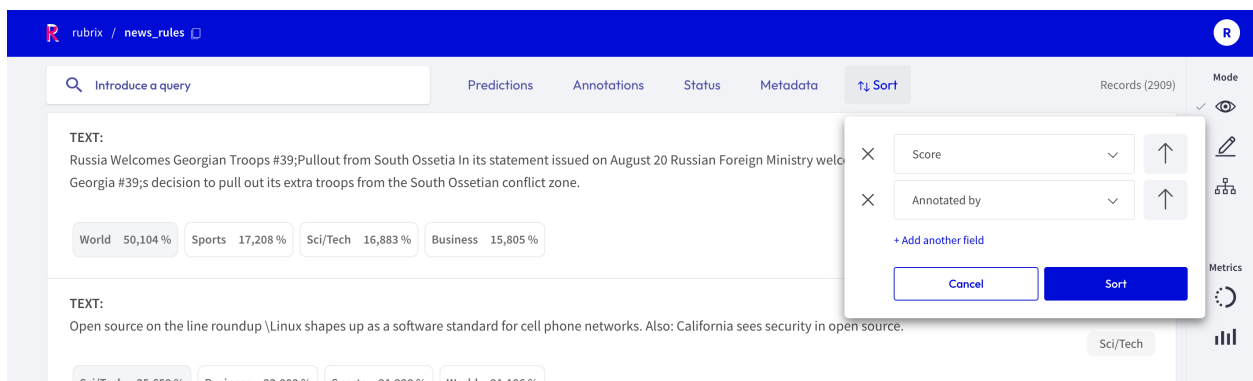 rubrix / news_rules
R
Introduce a query
Predictions
Annotations
Status
Metadata
Sort
Records (2909)
Mode
TEXT:
Russia Welcomes Georgian Troops #39;Pullout from South Ossetia In its statement issued on August 20 Russian Foreign Ministry welc
Georgia #39;s decision to pull out its extra troops from the South Ossetian conflict zone.
World 50,104 %
Sports 17,208 %
Sci/Tech 16,883 %
Business 15,805 %
Score
Annotated by
+ Add another field
Cancel
Sort
Metrics
TEXT:
Open source on the line roundup \Linux shapes up as a software standard for cell phone networks. Also: California sees security in open source.
Sci/Tech